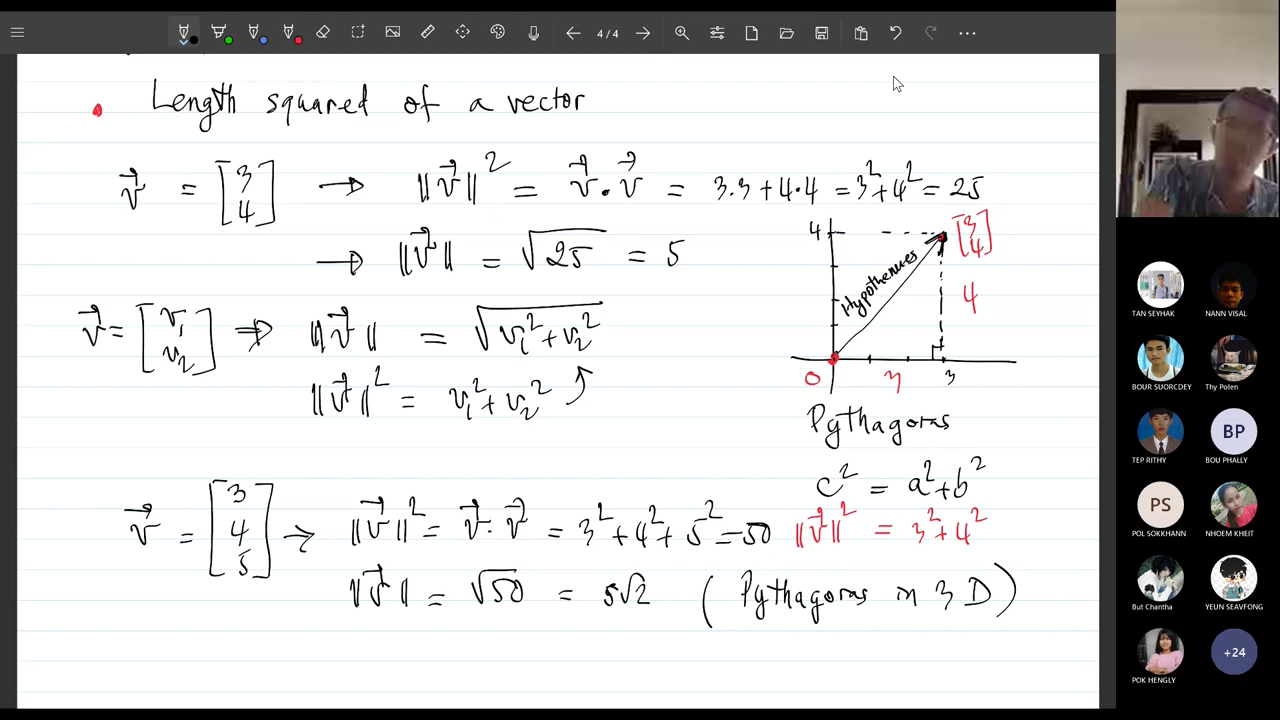 4/4
• Length squared of a vector
v⃗ = [3 4] → ‖v⃗‖² = v⃗·v⃗ = 3.3+4·4 = 3²+4² = 25
→ ‖v⃗‖ = √25 = 5
v⃗ = [v₁ v₂] ⇒ ‖v⃗‖ = √(v₁²+v₂²)
‖v⃗‖² = v₁²+v₂²
4 [3 4]
Hypothenues
4
0 3 3
Pythagoras
c² = a²+b²
‖v⃗‖² = 3²+4²
v⃗ = [3 4 5] → ‖v⃗‖² = v⃗·v⃗ = 3²+4²+5² = 50
‖v⃗‖ = √50 = 5√2 (Pythagoras in 3D)
TAN SEYHAK
NANN VISAL
BOUR SUORCDEY
Thy Polen
TEP RITHY
BP
BOU PHALLY
PS
POL SOKKHANN
NHOEM KHEIT
But Chantha
YEUN SEAVFONG
POK HENGLY
+24